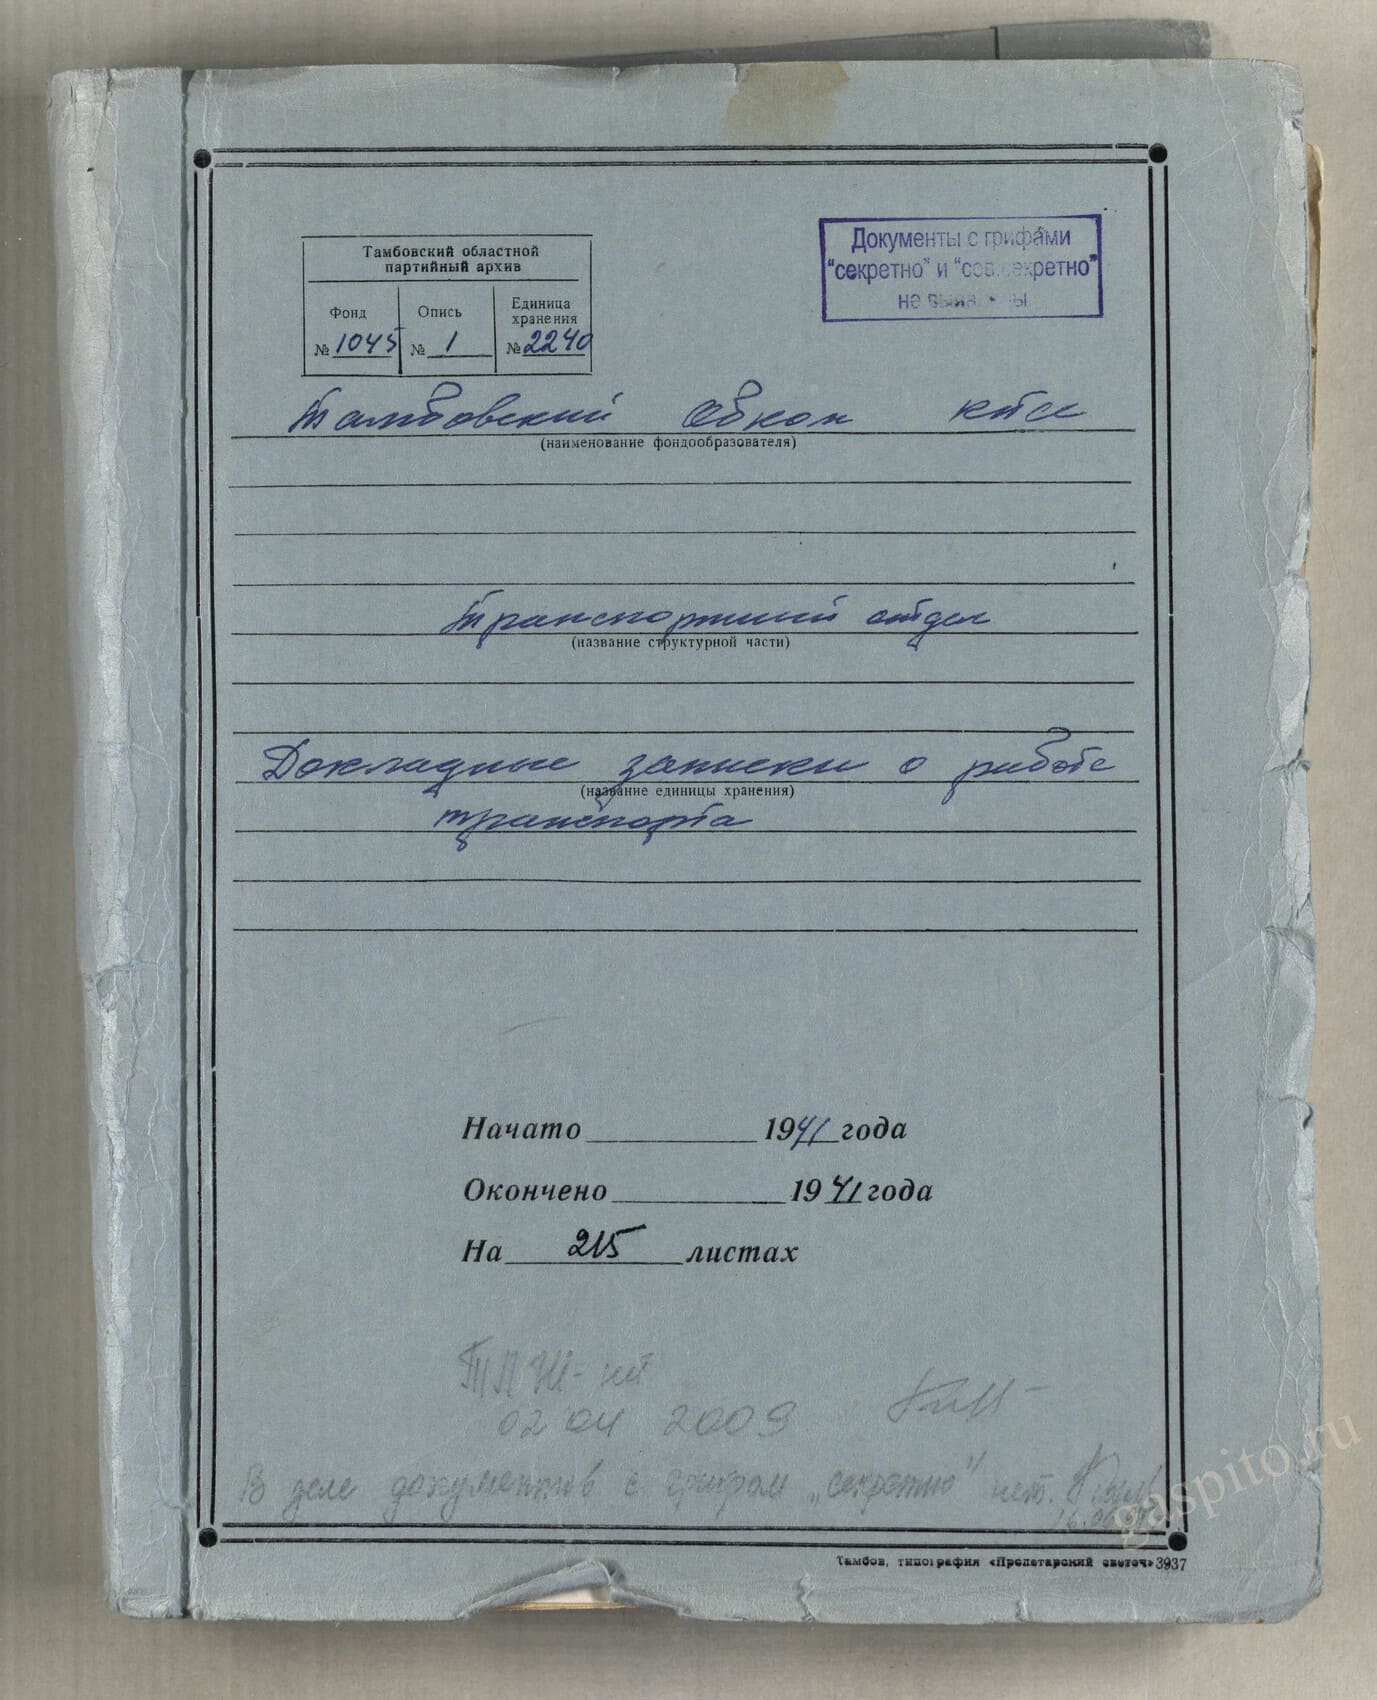 Тамбовский областной
партийный архив
Фонд Опись Единица хранения
№ 1045 № 1 № 2240
Документы с грифами
"секретно" и "сов.секретно"
не выявлены
Тамбовский Обком КПСС
(наименование фондообразователя)
Транспортный отдел
(название структурной части)
Докладные записки о работе
(название единицы хранения)
транспорта
Начато 1941 года
Окончено 1941 года
На 215 листах
02 04 2009
В деле документов с грифом „секретно" нет.
gaspito.ru
Тамбов, типография «Пролетарский светоч» 3937